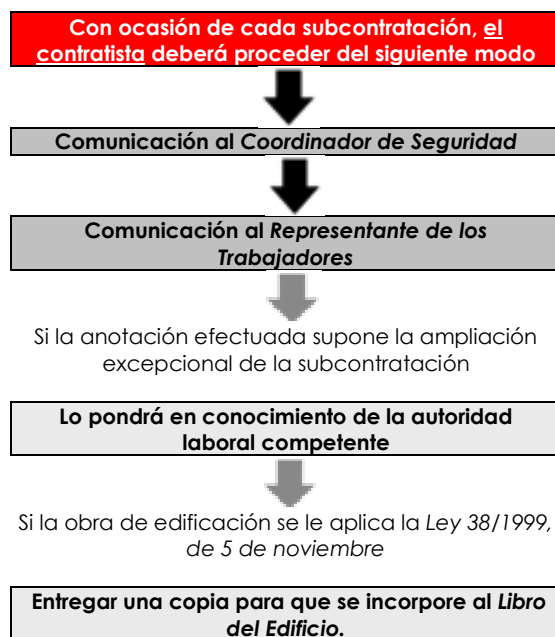 Con ocasión de cada subcontratación, el
contratista deberá proceder del siguiente modo
Comunicación al Coordinador de Seguridad
Comunicación al Representante de los
Trabajadores
Si la anotación efectuada supone la ampliación
excepcional de la subcontratación
Lo pondrá en conocimiento de la autoridad
laboral competente
Si la obra de edificación se le aplica la Ley 38/1999,
de 5 de noviembre
Entregar una copia para que se incorpore al Libro
del Edificio.